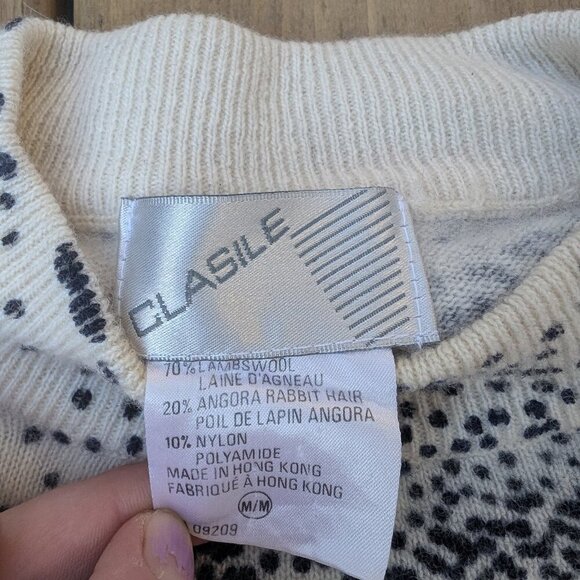 CLASILE
70% LAMBSWOOL
LAINE D'AGNEAU
20% ANGORA RABBIT HAIR
POIL DE LAPIN ANGORA
10% NYLON
POLYAMIDE
MADE IN HONG KONG
FABRIQUÉ À HONG KONG
M/M
09209